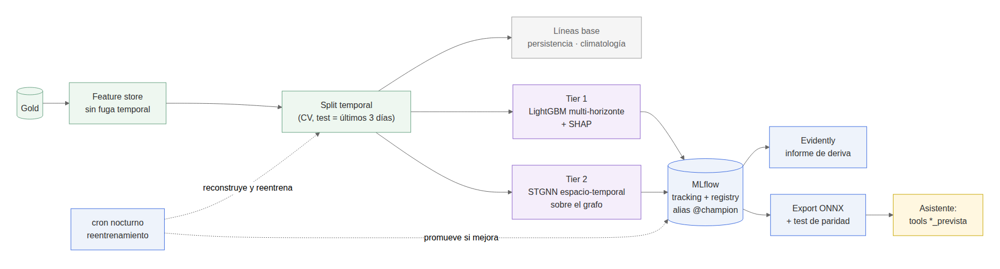 Líneas base
persistencia · climatología
Gold
Feature store
sin fuga temporal
Split temporal
(CV, test = últimos 3 días)
Tier 1
LightGBM multi-horizonte
+ SHAP
Tier 2
STGNN espacio-temporal
sobre el grafo
reconstruye y reentrena
cron nocturno
reentrenamiento
promueve si mejora
MLflow
tracking + registry
alias @champion
Evidently
informe de deriva
Export ONNX
+ test de paridad
Asistente:
tools *_prevista